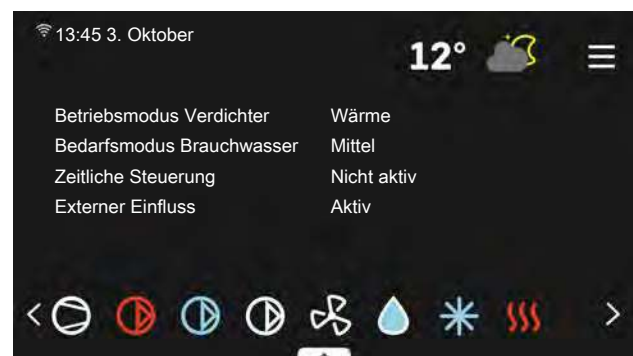 13:45 3. Oktober
12°
Betriebsmodus Verdichter Wärme
Bedarfsmodus Brauchwasser Mittel
Zeitliche Steuerung Nicht aktiv
Externer Einfluss Aktiv